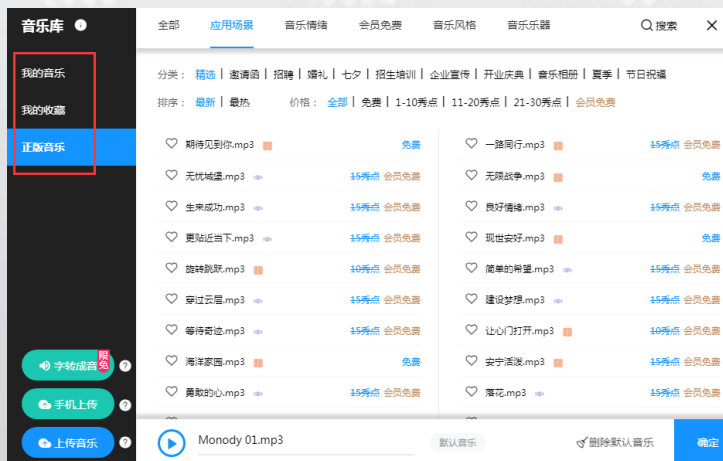 音乐库
全部 应用场景 音乐情绪 会员免费 音乐风格 音乐乐器 搜索
我的音乐
我的收藏
正版音乐
分类： 精选 | 邀请函 | 招聘 | 婚礼 | 七夕 | 招生培训 | 企业宣传 | 开业庆典 | 音乐相册 | 夏季 | 节日祝福
排序： 最新 | 最热 价格： 全部 | 免费 | 1-10秀点 | 11-20秀点 | 21-30秀点 | 会员免费
期待见到你.mp3 免费 一路同行.mp3 15秀点 会员免费
无忧城堡.mp3 15秀点 会员免费 无限战争.mp3 免费
生来成功.mp3 15秀点 会员免费 良好情绪.mp3 15秀点 会员免费
更贴近当下.mp3 15秀点 会员免费 现世安好.mp3 免费
旋转跳跃.mp3 10秀点 会员免费 简单的希望.mp3 15秀点 会员免费
穿过云层.mp3 15秀点 会员免费 建设梦想.mp3 15秀点 会员免费
等待奇迹.mp3 15秀点 会员免费 让心门打开.mp3 10秀点 会员免费
海洋家园.mp3 免费 安宁活泼.mp3 15秀点 会员免费
勇敢的心.mp3 15秀点 会员免费 落花.mp3 15秀点 会员免费
字转成音 限免 ?
手机上传 ?
上传音乐 ?
Monody 01.mp3 默认音乐 删除默认音乐 确定